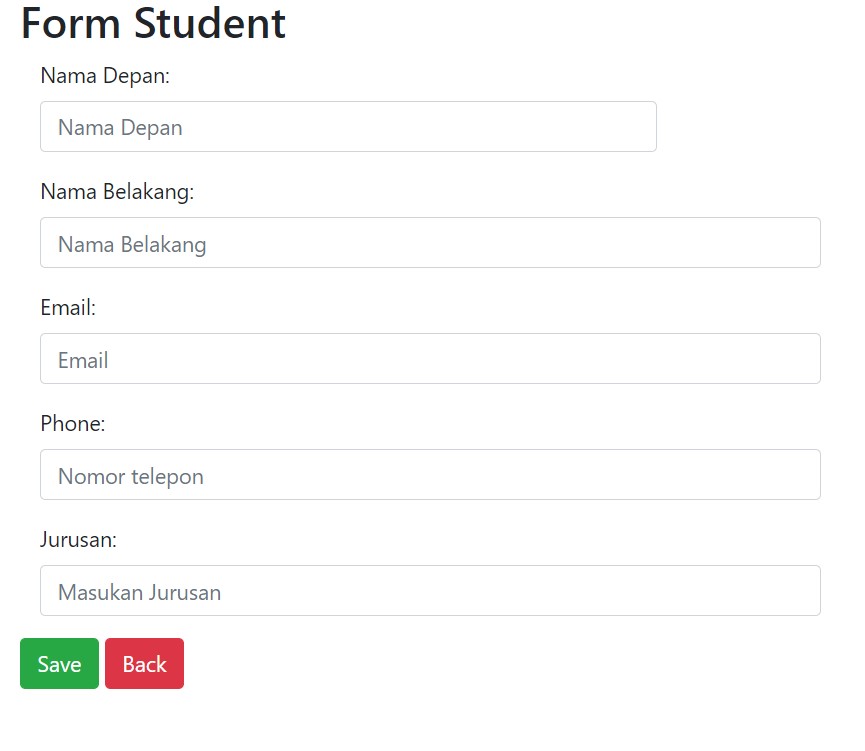 Form Student
Nama Depan:
Nama Depan
Nama Belakang:
Nama Belakang
Email:
Email
Phone:
Nomor telepon
Jurusan:
Masukan Jurusan
Save Back